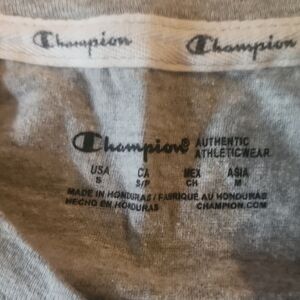 Champion Champion
Champion® AUTHENTIC
ATHLETICWEAR
USA CA MEX ASIA
S S/P CH M
MADE IN HONDURAS / FABRIQUÉ AU HONDURAS
HECHO EN HONDURAS CHAMPION.COM